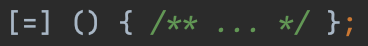 [=] () { /** ... */ };